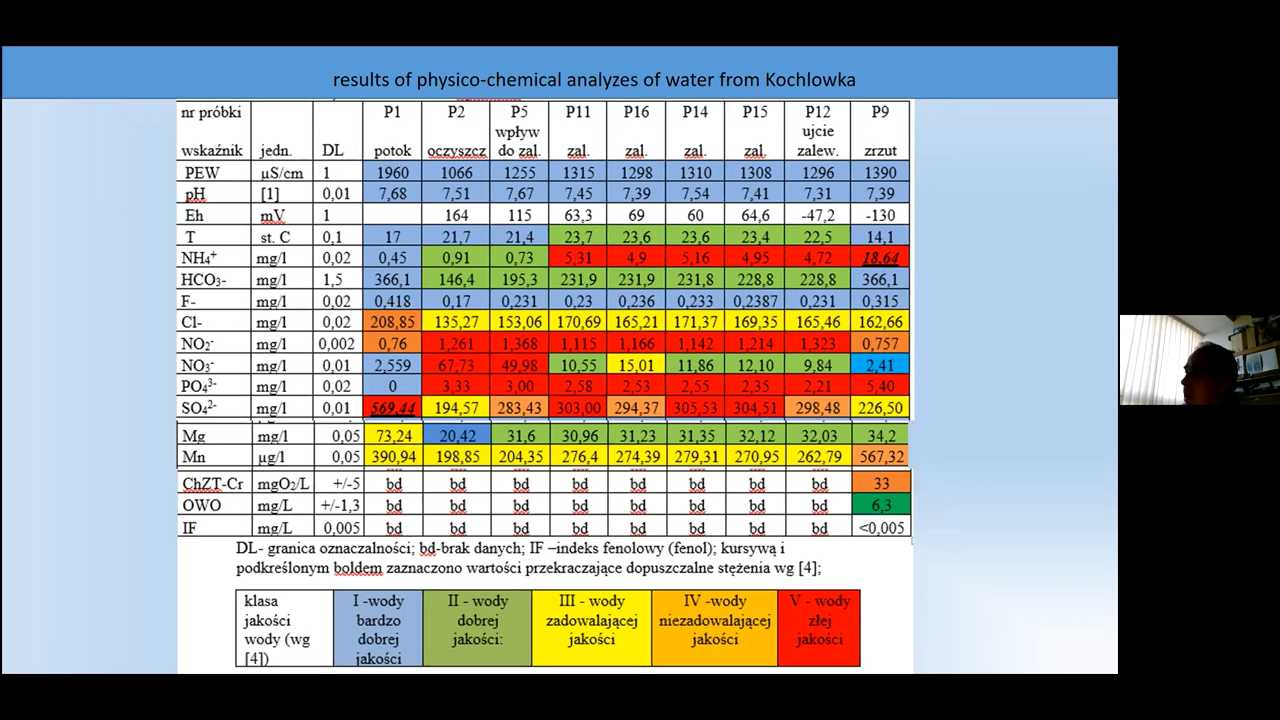 results of physico-chemical analyzes of water from Kochlowka
nr próbki P1 P2 P5 P11 P16 P14 P15 P12 P9
wpływ ujcie
wskaźnik jedn. DL potok oczyszcz do zal. zal. zal. zal. zal. zalew. zrzut
PEW µS/cm 1 1960 1066 1255 1315 1298 1310 1308 1296 1390
pH [1] 0,01 7,68 7,51 7,67 7,45 7,39 7,54 7,41 7,31 7,39
Eh mV 1 164 115 63,3 69 60 64,6 -47,2 -130
T st. C 0,1 17 21,7 21,4 23,7 23,6 23,6 23,4 22,5 14,1
NH₄⁺ mg/l 0,02 0,45 0,91 0,73 5,31 4,9 5,16 4,95 4,72 18,64
HCO₃- mg/l 1,5 366,1 146,4 195,3 231,9 231,9 231,8 228,8 228,8 366,1
F- mg/l 0,02 0,418 0,17 0,231 0,23 0,236 0,233 0,2387 0,231 0,315
Cl- mg/l 0,02 208,85 135,27 153,06 170,69 165,21 171,37 169,35 165,46 162,66
NO₂⁻ mg/l 0,002 0,76 1,261 1,368 1,115 1,166 1,142 1,214 1,323 0,757
NO₃⁻ mg/l 0,01 2,559 67,73 49,98 10,55 15,01 11,86 12,10 9,84 2,41
PO₄³⁻ mg/l 0,02 0 3,33 3,00 2,58 2,53 2,55 2,35 2,21 5,40
SO₄²⁻ mg/l 0,01 569,44 194,57 283,43 303,00 294,37 305,53 304,51 298,48 226,50
Mg mg/l 0,05 73,24 20,42 31,6 30,96 31,23 31,35 32,12 32,03 34,2
Mn µg/l 0,05 390,94 198,85 204,35 276,4 274,39 279,31 270,95 262,79 567,32
ChZT-Cr mgO₂/L +/-5 bd bd bd bd bd bd bd bd 33
OWO mg/L +/-1,3 bd bd bd bd bd bd bd bd 6,3
IF mg/L 0,005 bd bd bd bd bd bd bd bd <0,005
DL- granica oznaczalności; bd-brak danych; IF –indeks fenolowy (fenol); kursywą i
podkreślonym boldem zaznaczono wartości przekraczające dopuszczalne stężenia wg [4];
klasa I -wody II - wody III - wody IV -wody V - wody
jakości bardzo dobrej zadowalającej niezadowalającej złej
wody (wg dobrej jakości: jakości jakości jakości
[4]) jakości